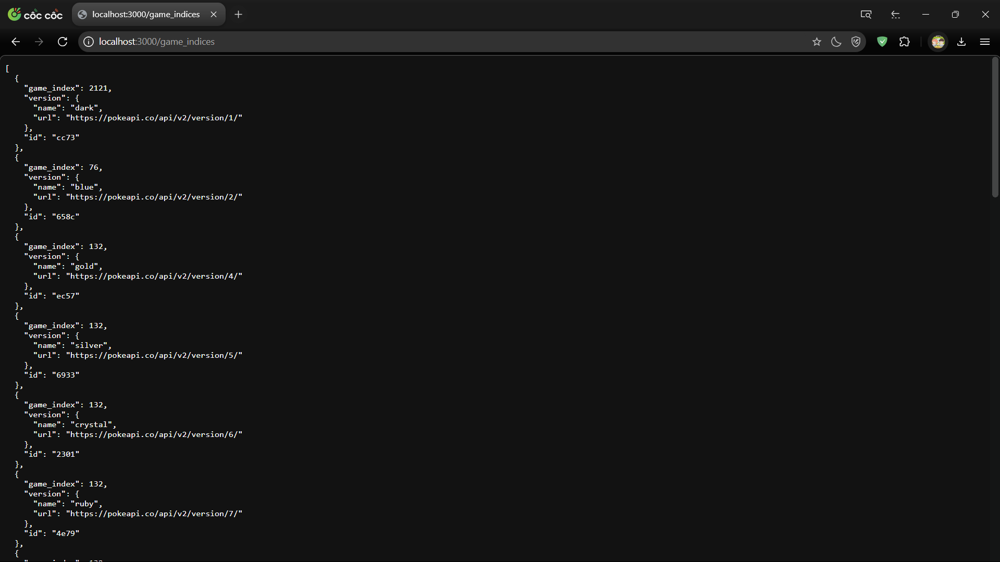 cốc cốc
localhost:3000/game_indices
localhost:3000/game_indices
[
  {
    "game_index": 2121,
    "version": {
      "name": "dark",
      "url": "https://pokeapi.co/api/v2/version/1/"
    },
    "id": "cc73"
  },
  {
    "game_index": 76,
    "version": {
      "name": "blue",
      "url": "https://pokeapi.co/api/v2/version/2/"
    },
    "id": "658c"
  },
  {
    "game_index": 132,
    "version": {
      "name": "gold",
      "url": "https://pokeapi.co/api/v2/version/4/"
    },
    "id": "ec57"
  },
  {
    "game_index": 132,
    "version": {
      "name": "silver",
      "url": "https://pokeapi.co/api/v2/version/5/"
    },
    "id": "6933"
  },
  {
    "game_index": 132,
    "version": {
      "name": "crystal",
      "url": "https://pokeapi.co/api/v2/version/6/"
    },
    "id": "2301"
  },
  {
    "game_index": 132,
    "version": {
      "name": "ruby",
      "url": "https://pokeapi.co/api/v2/version/7/"
    },
    "id": "4e79"
  },
  {